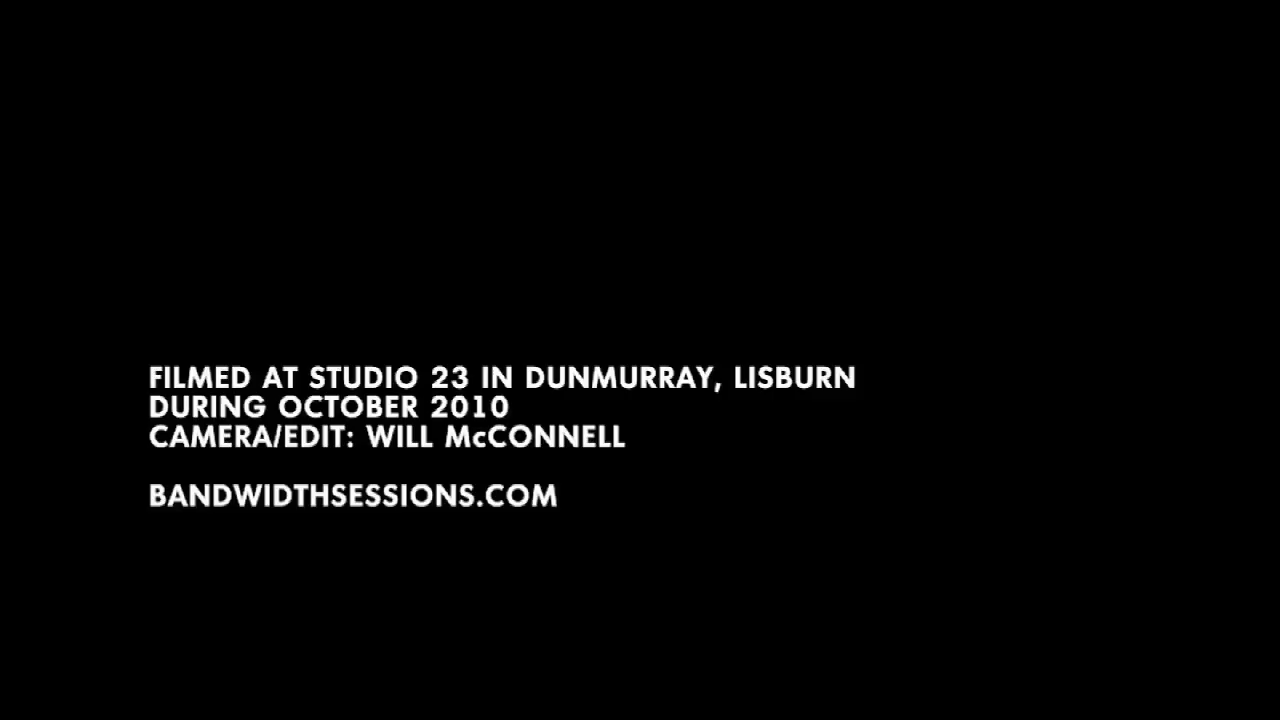 FILMED AT STUDIO 23 IN DUNMURRAY, LISBURN
DURING OCTOBER 2010
CAMERA/EDIT: WILL McCONNELL
BANDWIDTHSESSIONS.COM